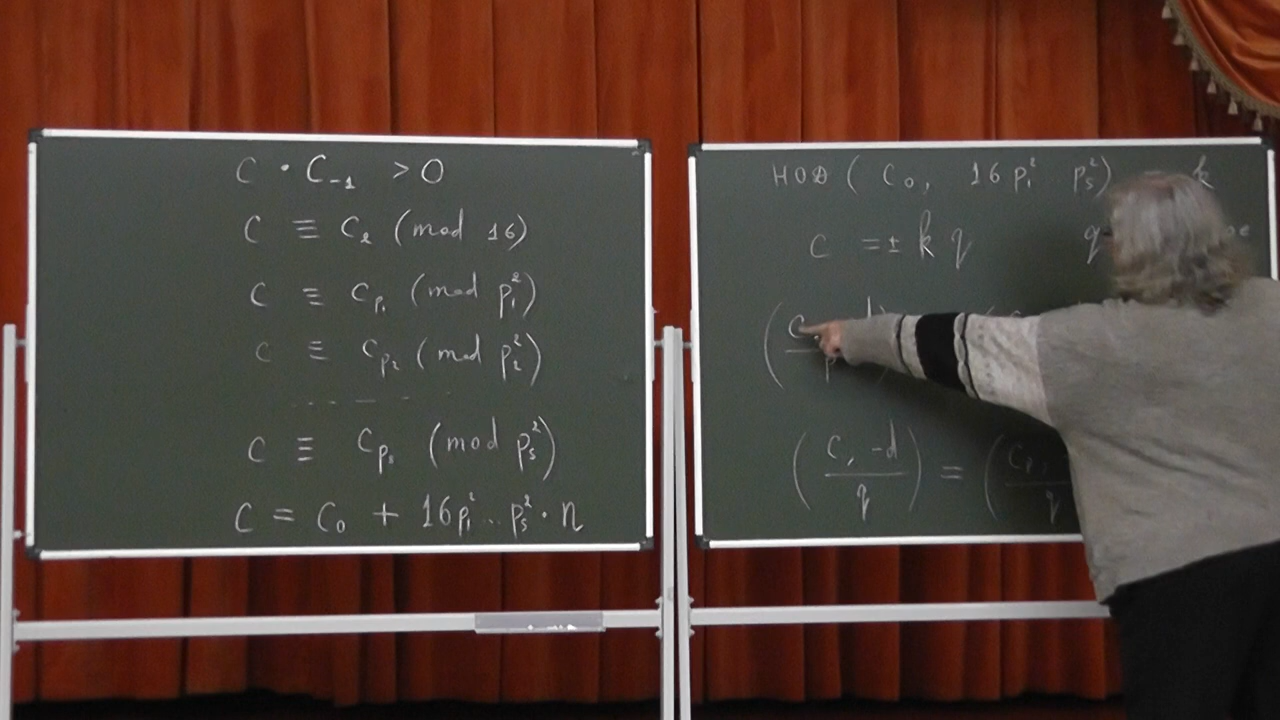 C · C₋₁ > 0
C ≡ C₂ (mod 16)
C ≡ C_{p₁} (mod p₁²)
C ≡ C_{p₂} (mod p₂²)
... — . - .
C ≡ C_{pₛ} (mod pₛ²)
C = C₀ + 16p₁² ... pₛ² · n
НОД ( C₀, 16 p₁² pₛ²) k
C = ± k q q
( C, d ) / p
( C, -d / q ) = ( C_p / q